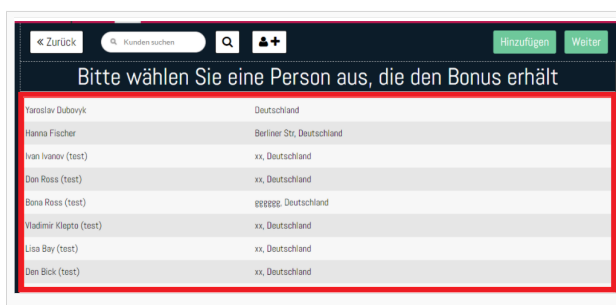 « Zurück Kunden suchen Hinzufügen Weiter
Bitte wählen Sie eine Person aus, die den Bonus erhält
Yaroslav Dubovyk Deutschland
Hanna Fischer Berliner Str, Deutschland
Ivan Ivanov (test) xx, Deutschland
Don Ross (test) xx, Deutschland
Bona Ross (test) gggggg, Deutschland
Vladimir Klepto (test) xx, Deutschland
Lisa Bay (test) xx, Deutschland
Den Bick (test) xx, Deutschland